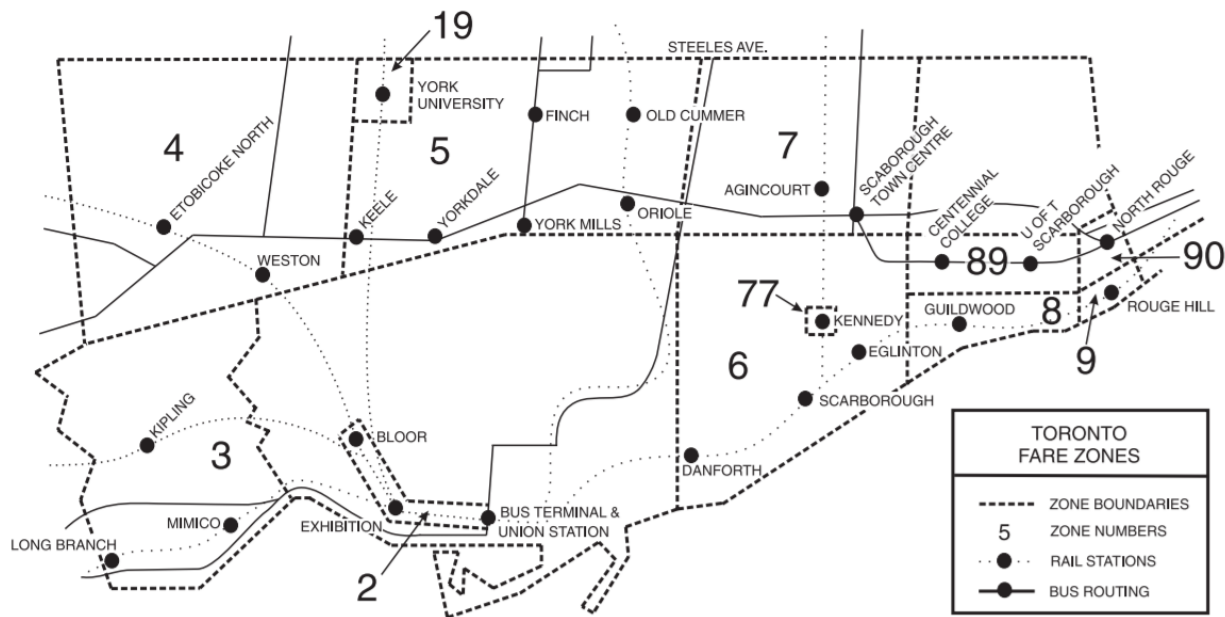 19
STEELES AVE.
YORK
UNIVERSITY
4
5
FINCH
OLD CUMMER
7
ETOBICOKE NORTH
KEELE
YORKDALE
YORK MILLS
ORIOLE
AGINCOURT
SCABOROUGH
TOWN CENTRE
CENTENNIAL
COLLEGE
U OF T
SCARBOROUGH
NORTH ROUGE
WESTON
89
90
77
KENNEDY
GUILDWOOD
8
ROUGE HILL
9
EGLINTON
6
SCARBOROUGH
KIPLING
3
BLOOR
DANFORTH
MIMICO
EXHIBITION
BUS TERMINAL &
UNION STATION
LONG BRANCH
2
TORONTO
FARE ZONES
ZONE BOUNDARIES
5 ZONE NUMBERS
RAIL STATIONS
BUS ROUTING